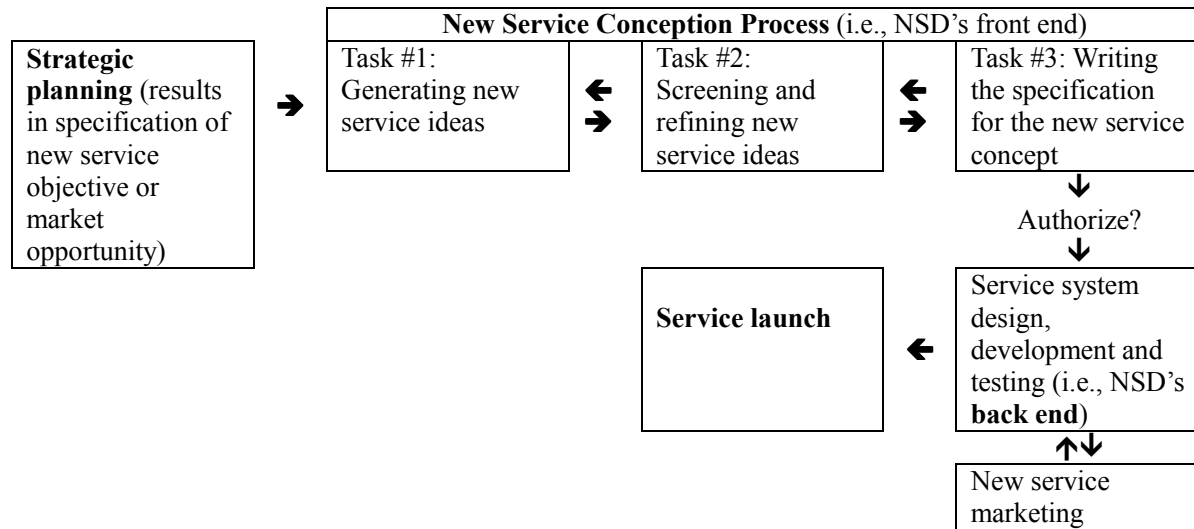 New Service Conception Process (i.e., NSD’s front end)
Strategic
planning (results
in specification of
new service
objective or
market
opportunity)
Task #1:
Generating new
service ideas
Task #2:
Screening and
refining new
service ideas
Task #3: Writing
the specification
for the new service
concept
Authorize?
Service system
design,
development and
testing (i.e., NSD’s
back end)
Service launch
New service
marketing